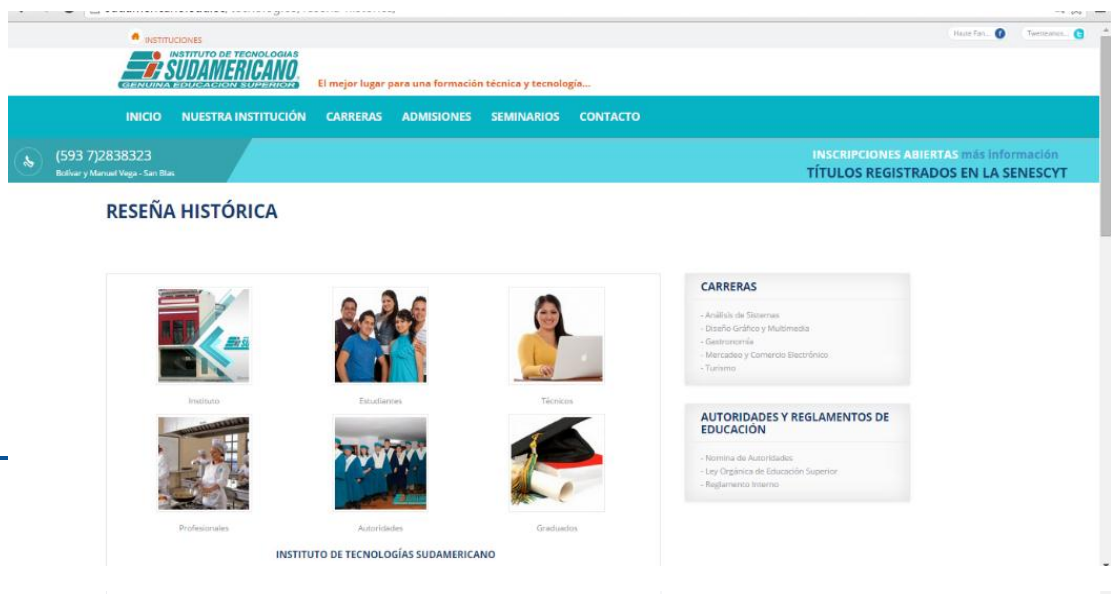 INSTITUCIONES
Tweeteanos...
INSTITUTO DE TECNOLOGIAS
SUDAMERICANO
GENUINA EDUCACION SUPERIOR
El mejor lugar para una formación técnica y tecnología...
INICIO NUESTRA INSTITUCIÓN CARRERAS ADMISIONES SEMINARIOS CONTACTO
(593 7)2838323
Bolívar y Manuel Vega - San Blas
INSCRIPCIONES ABIERTAS más información
TÍTULOS REGISTRADOS EN LA SENESCYT
RESEÑA HISTÓRICA
Instituto Estudiantes Técnicos
Profesionales Autoridades Graduados
INSTITUTO DE TECNOLOGÍAS SUDAMERICANO
CARRERAS
- Análisis de Sistemas
- Diseño Gráfico y Multimedia
- Gastronomía
- Mercadeo y Comercio Electrónico
- Turismo
AUTORIDADES Y REGLAMENTOS DE
EDUCACIÓN
- Nomina de Autoridades
- Ley Orgánica de Educación Superior
- Reglamento Interno